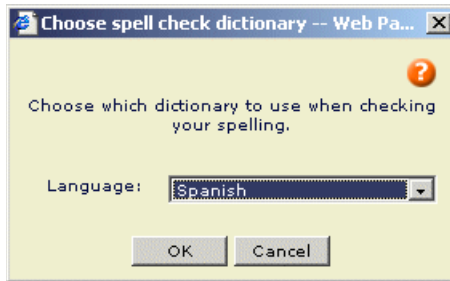 Choose spell check dictionary -- Web Pa...
?
Choose which dictionary to use when checking
your spelling.
Language: Spanish
OK Cancel